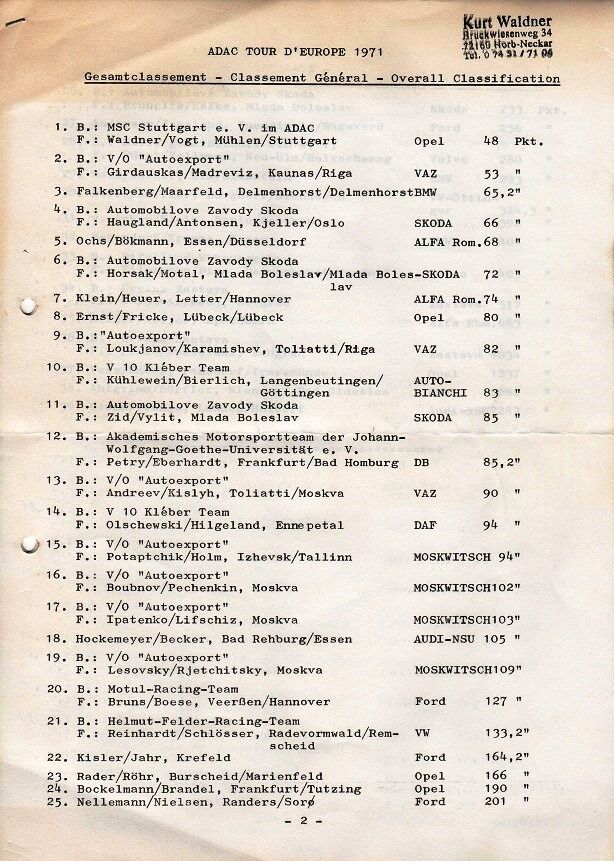 Kurt Waldner
Brückwiesenweg 34
72160 Horb-Neckar
Tel. 0 74 51 / 71 06
ADAC TOUR D'EUROPE 1971
Gesamtclassement - Classement Général - Overall Classification
1. B.: MSC Stuttgart e. V. im ADAC
F.: Waldner/Vogt, Mühlen/Stuttgart Opel 48 Pkt.
2. B.: V/O "Autoexport"
F.: Girdauskas/Madreviz, Kaunas/Riga VAZ 53 "
3. Falkenberg/Maarfeld, Delmenhorst/DelmenhorstBMW 65,2"
4. B.: Automobilove Zavody Skoda
F.: Haugland/Antonsen, Kjeller/Oslo SKODA 66 "
5. Ochs/Bökmann, Essen/Düsseldorf ALFA Rom.68 "
6. B.: Automobilove Zavody Skoda
F.: Horsak/Motal, Mlada Boleslav/Mlada Boles-SKODA 72 "
lav
7. Klein/Heuer, Letter/Hannover ALFA Rom.74 "
8. Ernst/Fricke, Lübeck/Lübeck Opel 80 "
9. B.:"Autoexport"
F.: Loukjanov/Karamishev, Toliatti/Riga VAZ 82 "
10. B.: V 10 Kléber Team
F.: Kühlewein/Bierlich, Langenbeutingen/ AUTO-
Göttingen BIANCHI 83 "
11. B.: Automobilove Zavody Skoda
F.: Zid/Vylit, Mlada Boleslav SKODA 85 "
12. B.: Akademisches Motorsportteam der Johann-
Wolfgang-Goethe-Universität e. V.
F.: Petry/Eberhardt, Frankfurt/Bad Homburg DB 85,2"
13. B.: V/O "Autoexport"
F.: Andreev/Kislyh, Toliatti/Moskva VAZ 90 "
14. B.: V 10 Kléber Team
F.: Olschewski/Hilgeland, Ennepetal DAF 94 "
15. B.: V/O "Autoexport"
F.: Potaptchik/Holm, Izhevsk/Tallinn MOSKWITSCH 94"
16. B.: V/O "Autoexport"
F.: Boubnov/Pechenkin, Moskva MOSKWITSCH102"
17. B.: V/O "Autoexport"
F.: Ipatenko/Lifschiz, Moskva MOSKWITSCH103"
18. Hockemeyer/Becker, Bad Rehburg/Essen AUDI-NSU 105 "
19. B.: V/O "Autoexport"
F.: Lesovsky/Rjetchitsky, Moskva MOSKWITSCH109"
20. B.: Motul-Racing-Team
F.: Bruns/Boese, Veerßen/Hannover Ford 127 "
21. B.: Helmut-Felder-Racing-Team
F.: Reinhardt/Schlösser, Radevormwald/Rem- VW 133,2"
scheid
22. Kisler/Jahr, Krefeld Ford 164,2"
23. Rader/Röhr, Burscheid/Marienfeld Opel 166 "
24. Bockelmann/Brandel, Frankfurt/Tutzing Opel 190 "
25. Nellemann/Nielsen, Randers/Sorø Ford 201 "
- 2 -